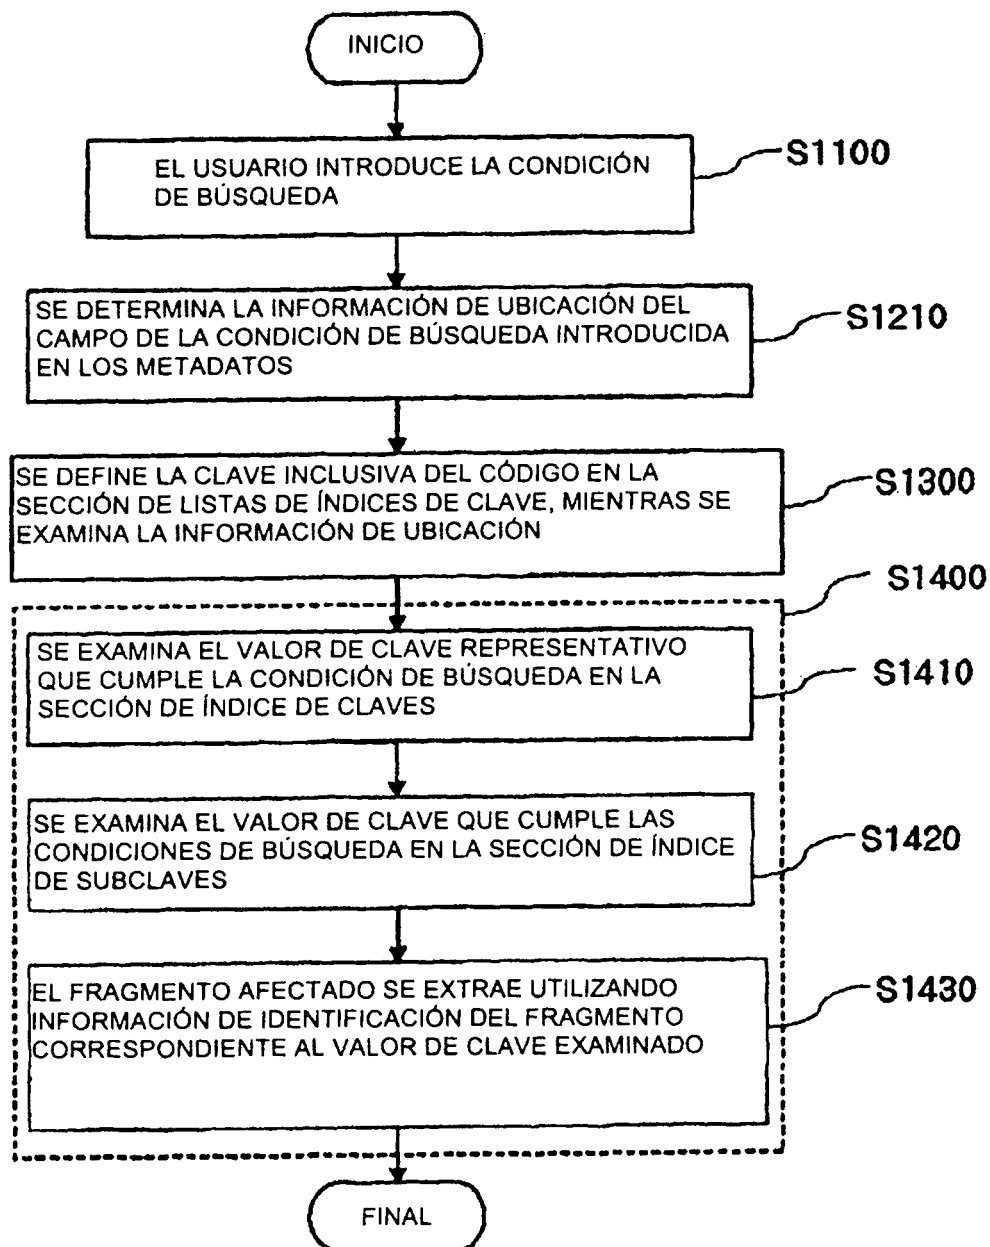 INICIO
EL USUARIO INTRODUCE LA CONDICIÓN
DE BÚSQUEDA
S1100
SE DETERMINA LA INFORMACIÓN DE UBICACIÓN DEL
CAMPO DE LA CONDICIÓN DE BÚSQUEDA INTRODUCIDA
EN LOS METADATOS
S1210
SE DEFINE LA CLAVE INCLUSIVA DEL CÓDIGO EN LA
SECCIÓN DE LISTAS DE ÍNDICES DE CLAVE, MIENTRAS SE
EXAMINA LA INFORMACIÓN DE UBICACIÓN
S1300
S1400
SE EXAMINA EL VALOR DE CLAVE REPRESENTATIVO
QUE CUMPLE LA CONDICIÓN DE BÚSQUEDA EN LA
SECCIÓN DE ÍNDICE DE CLAVES
S1410
SE EXAMINA EL VALOR DE CLAVE QUE CUMPLE LAS
CONDICIONES DE BÚSQUEDA EN LA SECCIÓN DE ÍNDICE
DE SUBCLAVES
S1420
EL FRAGMENTO AFECTADO SE EXTRAE UTILIZANDO
INFORMACIÓN DE IDENTIFICACIÓN DEL FRAGMENTO
CORRESPONDIENTE AL VALOR DE CLAVE EXAMINADO
S1430
FINAL